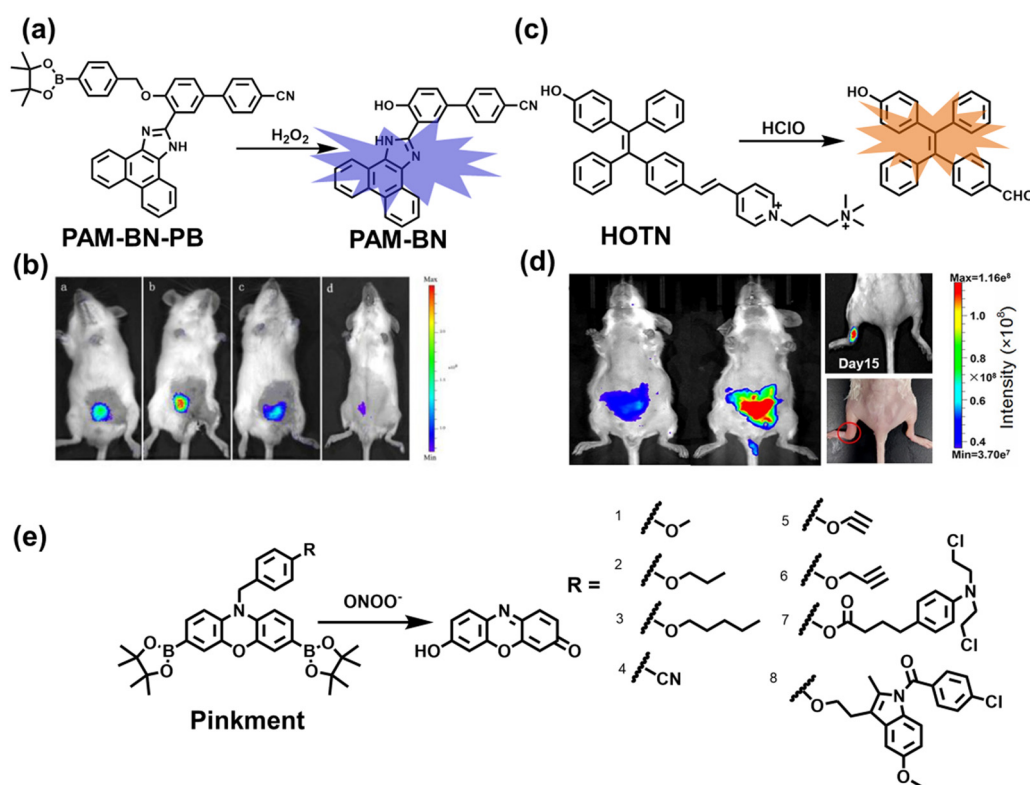 (a)
O
B
O
O
CN
N
NH
PAM-BN-PB
H₂O₂
HO
CN
HN
N
PAM-BN
(c)
HO
N
+
N
+
HOTN
HClO
HO
CHO
(b)
a
b
c
d
Max
Min
(d)
Day15
Max=1.16e⁸
1.0
0.8
×10⁸
0.6
0.4
Min=3.70e⁷
Intensity (×10⁸)
(e)
R
N
O
B
O
O
B
O
O
Pinkment
ONOO⁻
N
HO
O
O
R =
1
O
2
O
3
O
4
CN
5
O
6
O
7
O
O
N
Cl
Cl
8
O
N
O
Cl
O